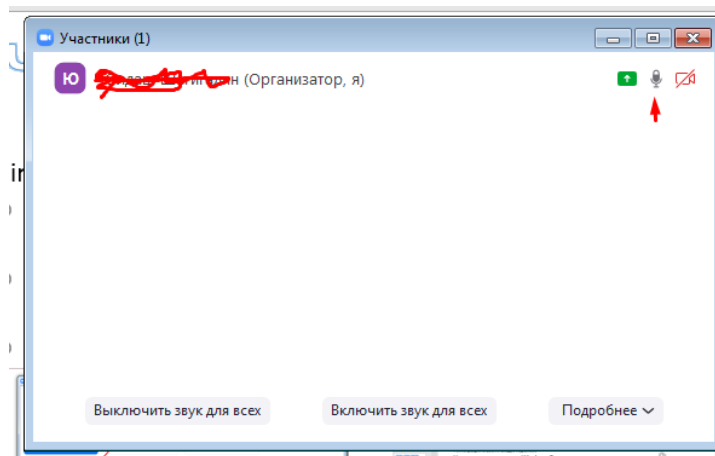 Участники (1)
Ю (Организатор, я)
Выключить звук для всех Включить звук для всех Подробнее